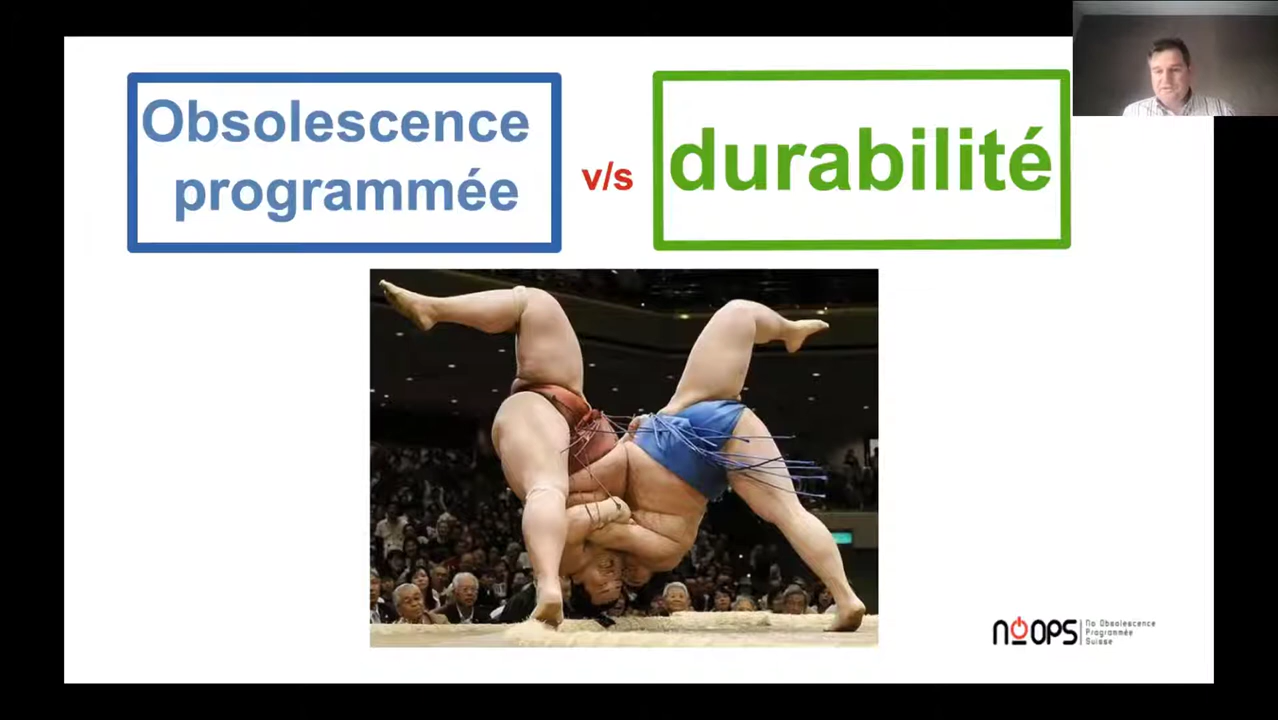 Obsolescence
programmée
v/s
durabilité
NOOPS
No Obsolescence
Programmée
Suisse